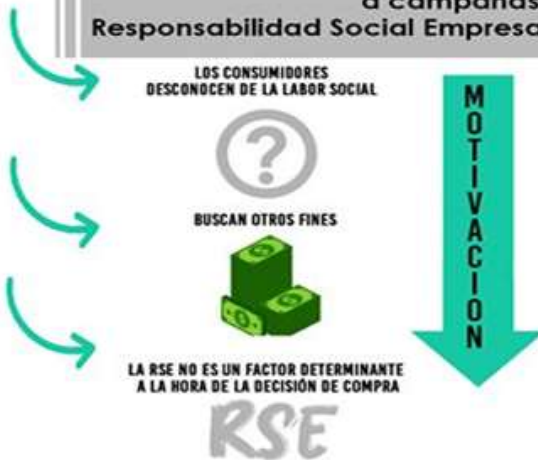 a campañas
Responsabilidad Social Empresa
LOS CONSUMIDORES
DESCONOCEN DE LA LABOR SOCIAL
?
BUSCAN OTROS FINES
LA RSE NO ES UN FACTOR DETERMINANTE
A LA HORA DE LA DECISIÓN DE COMPRA
RSE
MOTIVACION